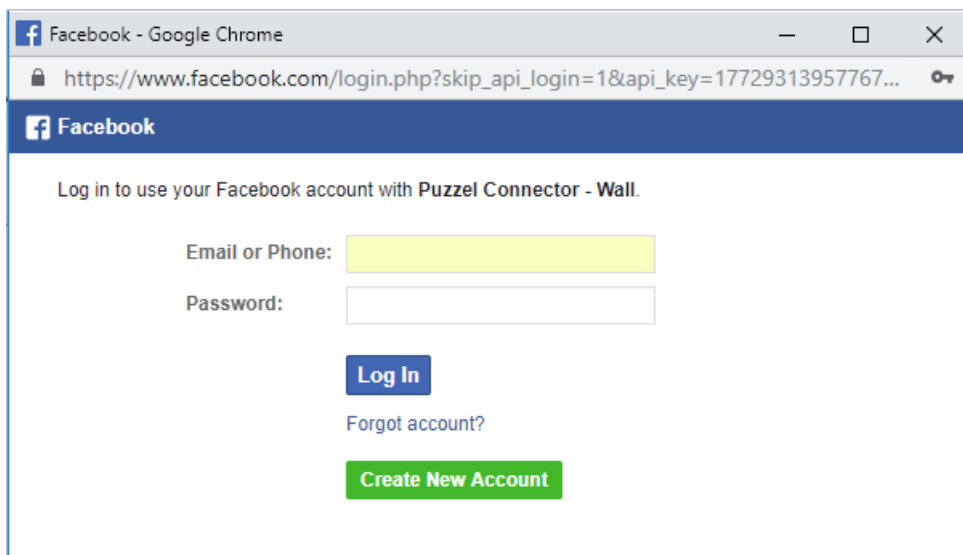 Facebook - Google Chrome
https://www.facebook.com/login.php?skip_api_login=1&api_key=17729313957767...
Facebook
Log in to use your Facebook account with Puzzel Connector - Wall.
Email or Phone:
Password:
Log In
Forgot account?
Create New Account